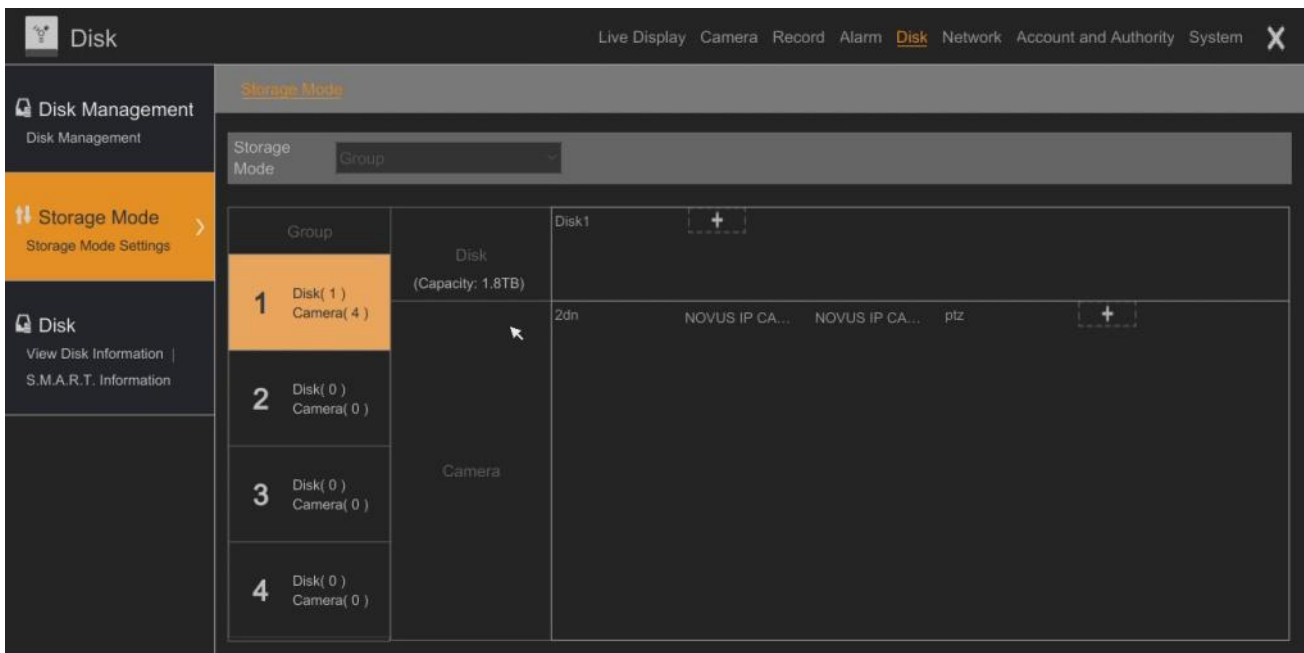 Disk
Live Display Camera Record Alarm Disk Network Account and Authority System X
Disk Management
Disk Management
Storage Mode
Storage Mode Settings
Disk
View Disk Information |
S.M.A.R.T. Information
Storage Mode
Storage
Mode
Group
Group
1
Disk( 1 )
Camera( 4 )
2
Disk( 0 )
Camera( 0 )
3
Disk( 0 )
Camera( 0 )
4
Disk( 0 )
Camera( 0 )
Disk
(Capacity: 1.8TB)
Camera
Disk1 +
2dn NOVUS IP CA... NOVUS IP CA... ptz +